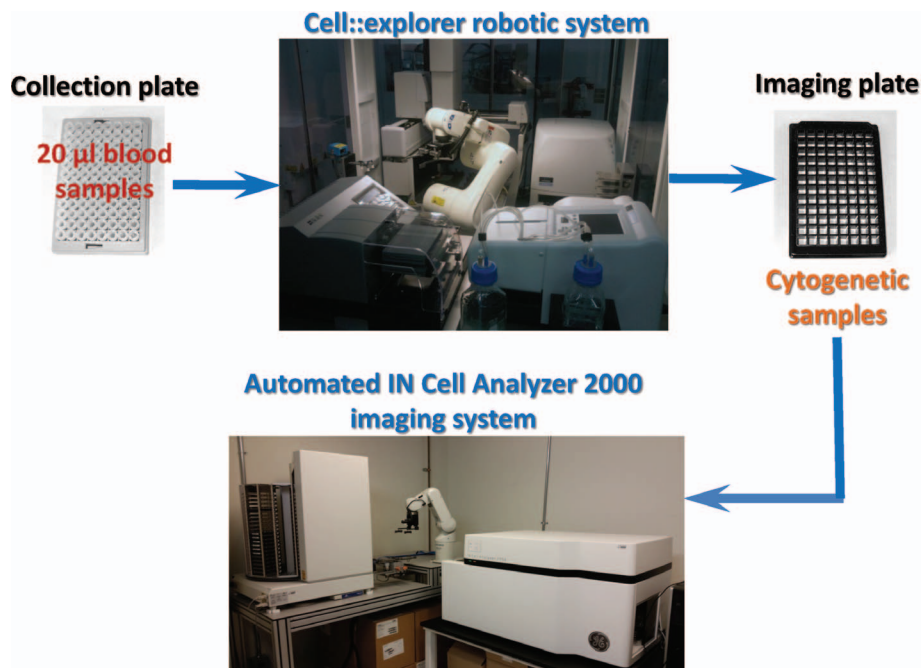 Cell::explorer robotic system
Collection plate
20 µl blood
samples
Imaging plate
Cytogenetic
samples
Automated IN Cell Analyzer 2000
imaging system